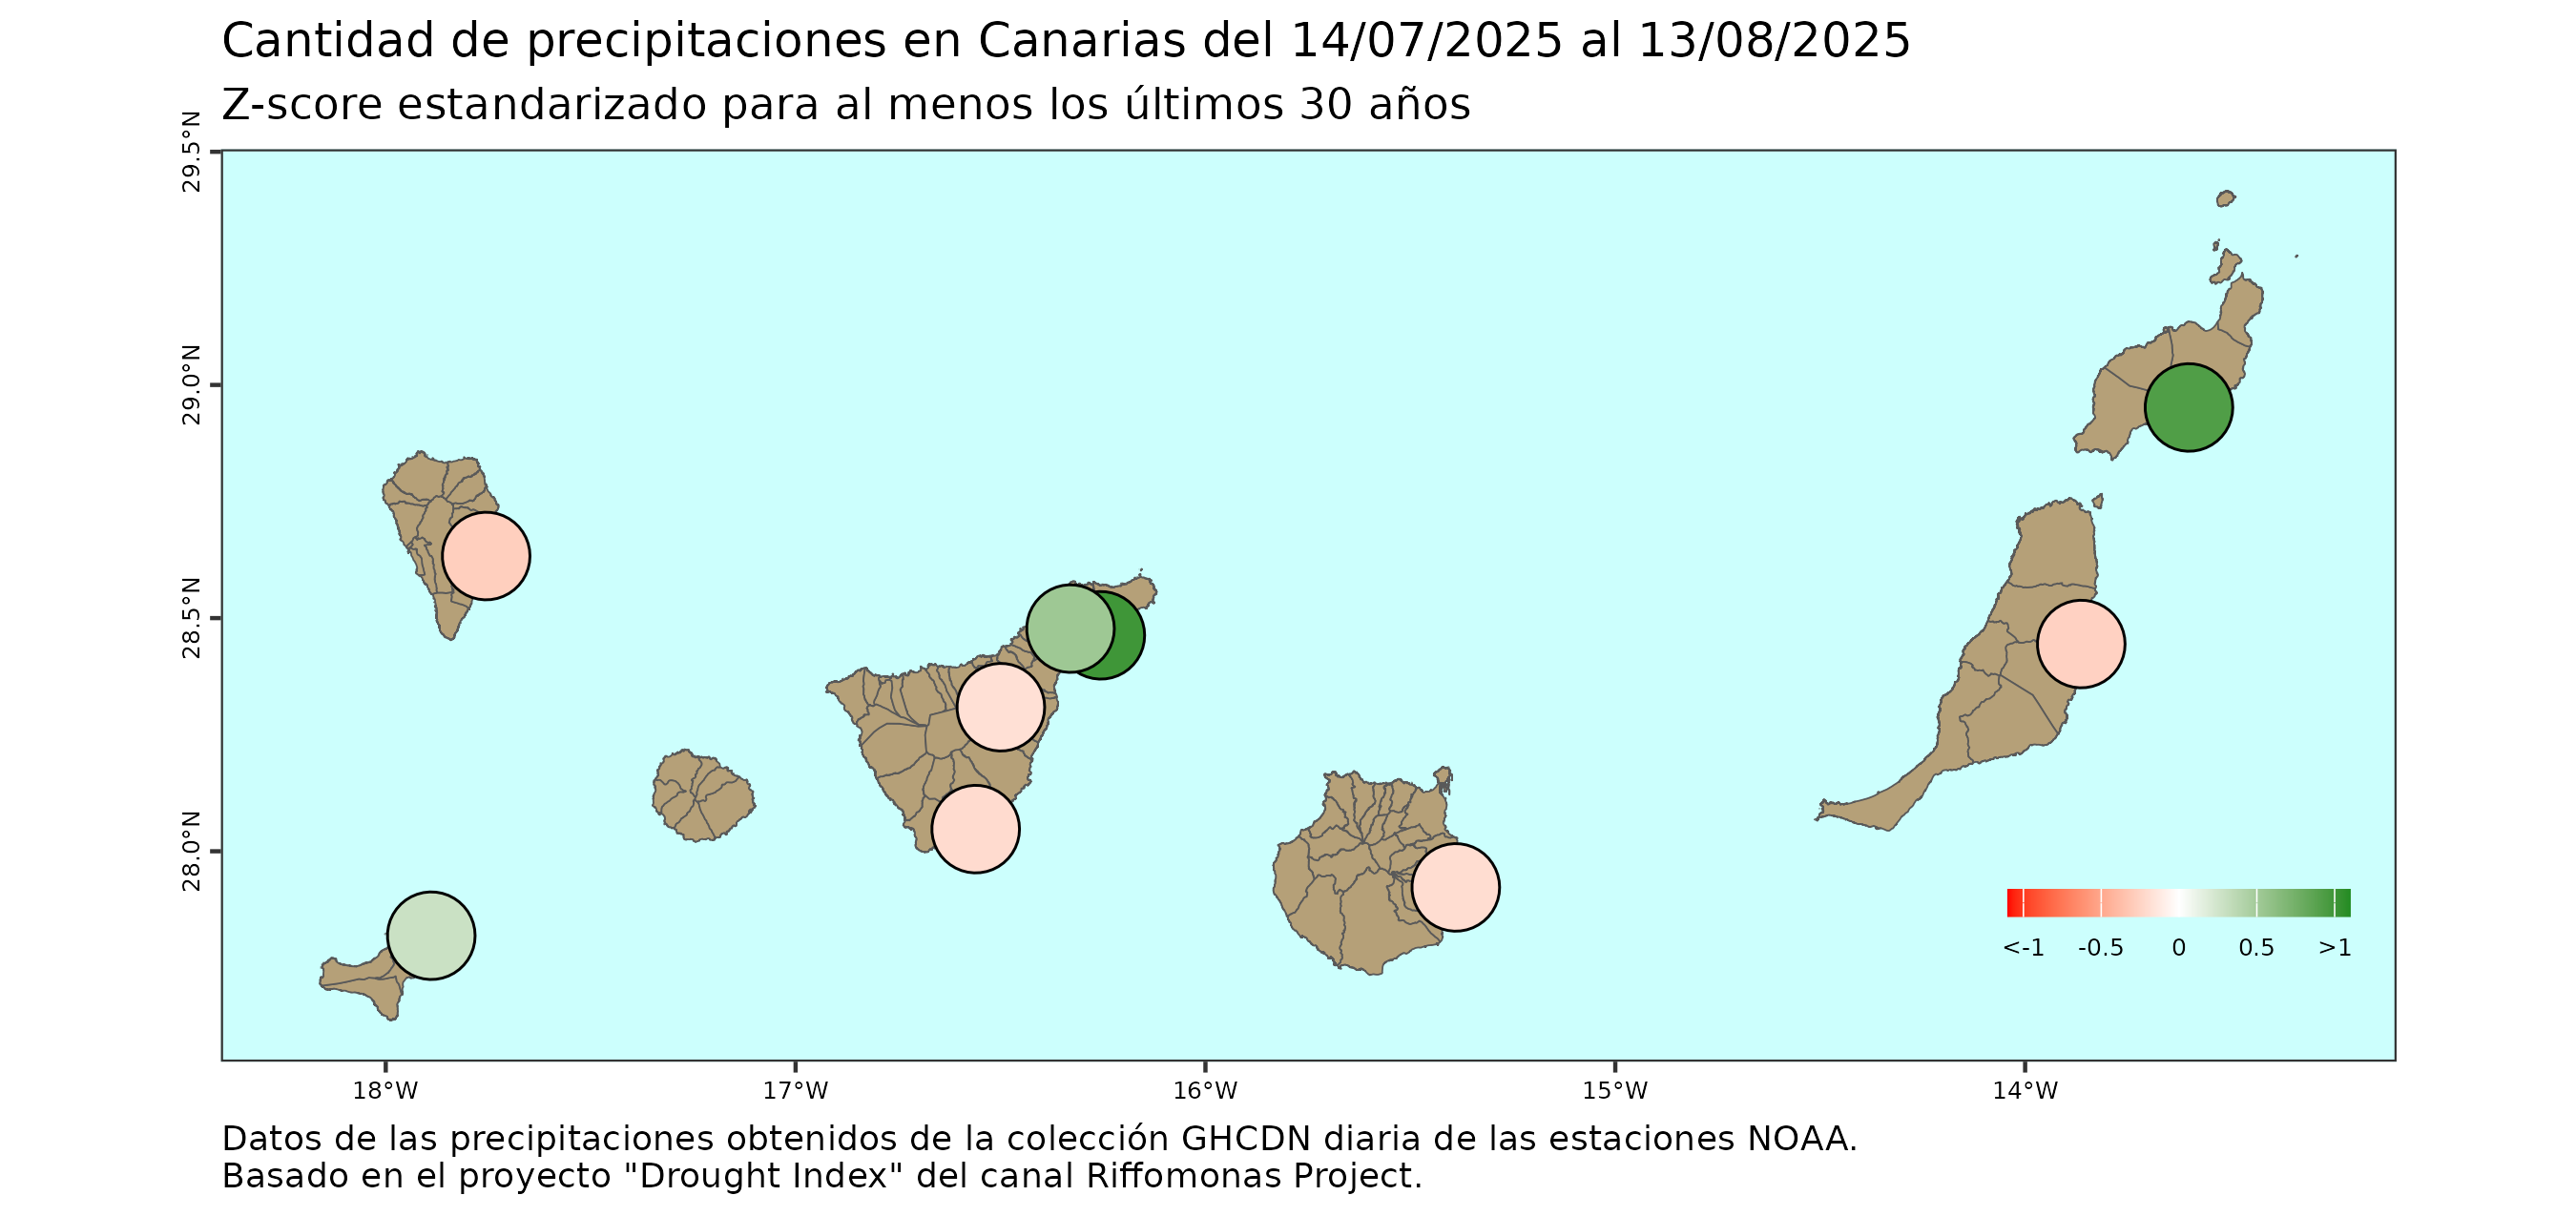 Cantidad de precipitaciones en Canarias del 14/07/2025 al 13/08/2025
Z-score estandarizado para al menos los últimos 30 años
29.5°N
29.0°N
28.5°N
28.0°N
<-1 -0.5 0 0.5 >1
18°W 17°W 16°W 15°W 14°W
Datos de las precipitaciones obtenidos de la colección GHCDN diaria de las estaciones NOAA.
Basado en el proyecto "Drought Index" del canal Riffomonas Project.